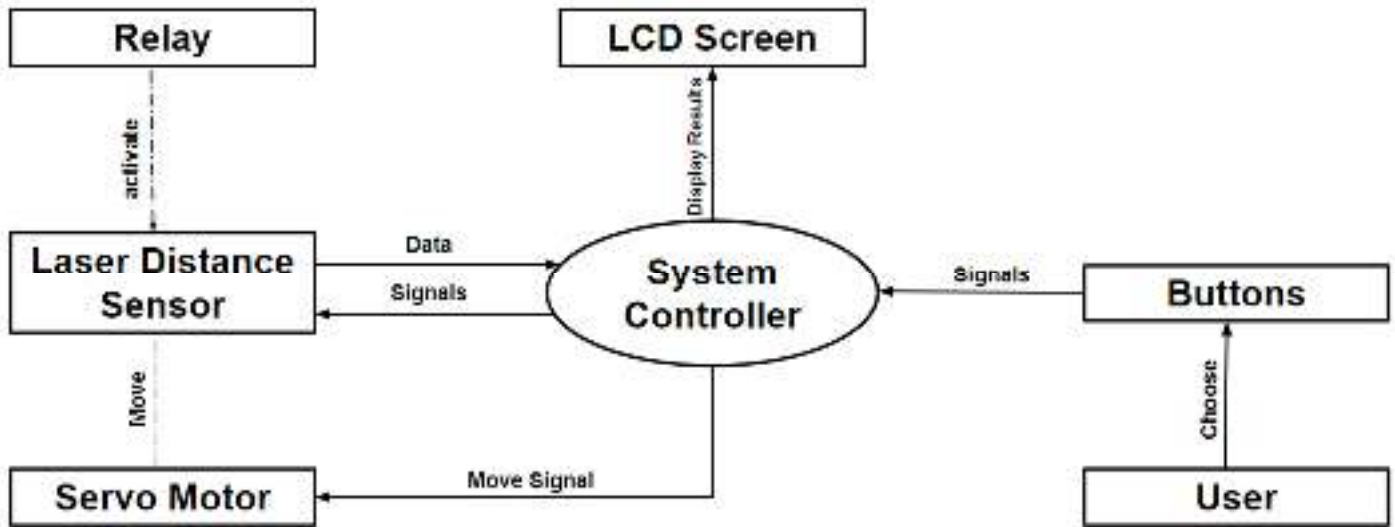 Relay
LCD Screen
activate
Display Results
Laser Distance
Sensor
Data
Signals
System
Controller
Signals
Buttons
Move
Choose
Servo Motor
Move Signal
User